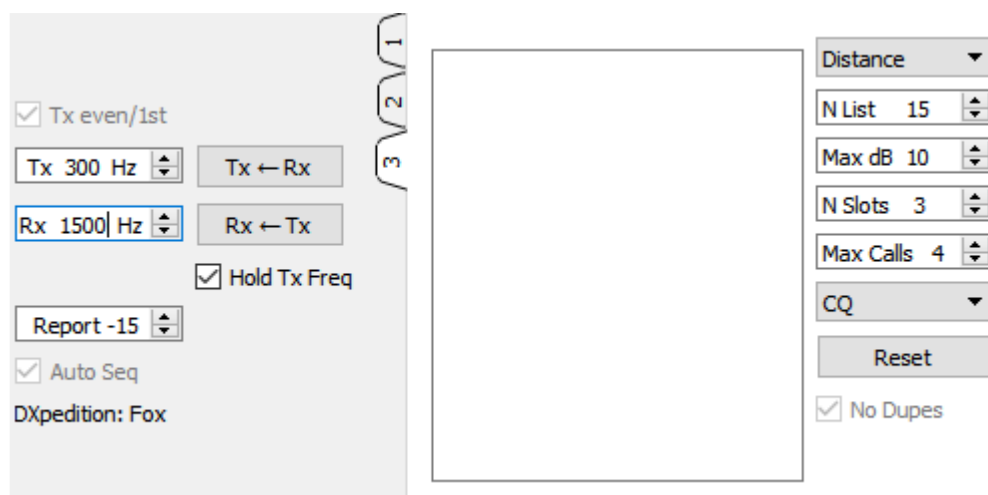 1
2
3
Tx even/1st
Tx 300 Hz
Tx ← Rx
Rx 1500 Hz
Rx ← Tx
Hold Tx Freq
Report -15
Auto Seq
DXpedition: Fox
Distance
N List 15
Max dB 10
N Slots 3
Max Calls 4
CQ
Reset
No Dupes